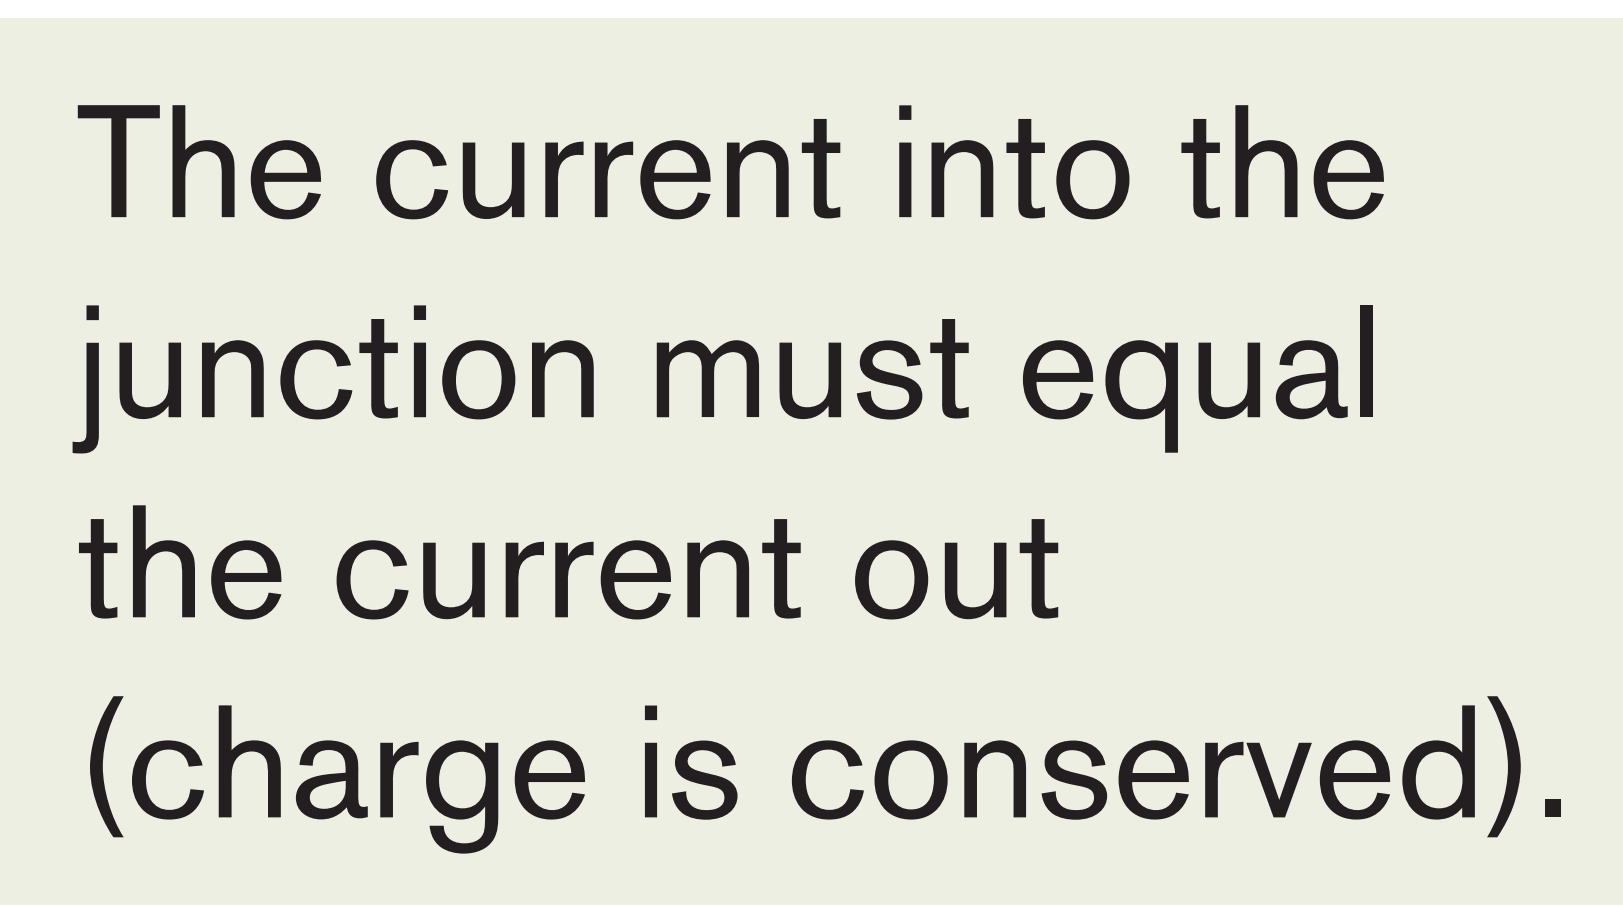 The current into the
junction must equal
the current out
(charge is conserved).